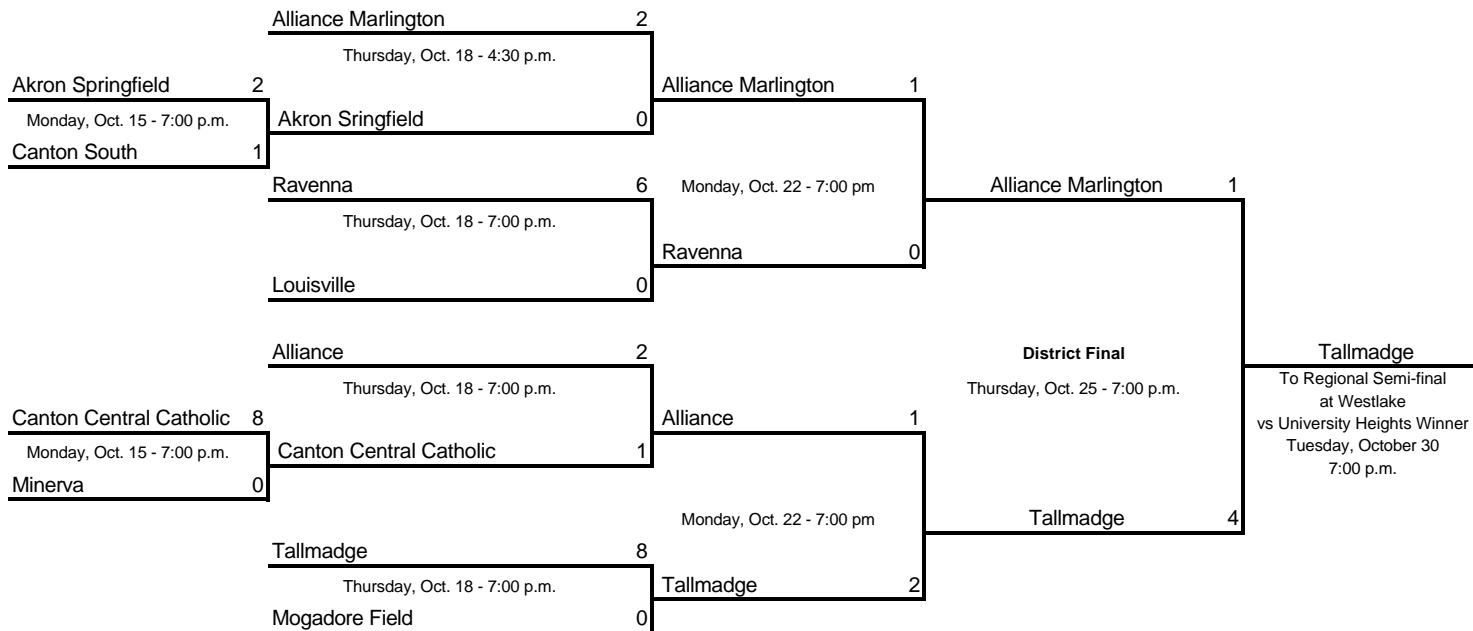 Alliance Marlington 2
Thursday, Oct. 18 - 4:30 p.m.
Akron Springfield 2
Alliance Marlington 1
Monday, Oct. 15 - 7:00 p.m.
Akron Sringfield 0
Canton South 1
Ravenna 6
Monday, Oct. 22 - 7:00 pm
Alliance Marlington 1
Thursday, Oct. 18 - 7:00 p.m.
Ravenna 0
Louisville 0
Alliance 2
District Final
Tallmadge
Thursday, Oct. 18 - 7:00 p.m.
Thursday, Oct. 25 - 7:00 p.m.
To Regional Semi-final
at Westlake
Canton Central Catholic 8
Alliance 1
vs University Heights Winner
Monday, Oct. 15 - 7:00 p.m.
Canton Central Catholic 1
Tuesday, October 30
7:00 p.m.
Minerva 0
Monday, Oct. 22 - 7:00 pm
Tallmadge 4
Tallmadge 8
Thursday, Oct. 18 - 7:00 p.m.
Tallmadge 2
Mogadore Field 0